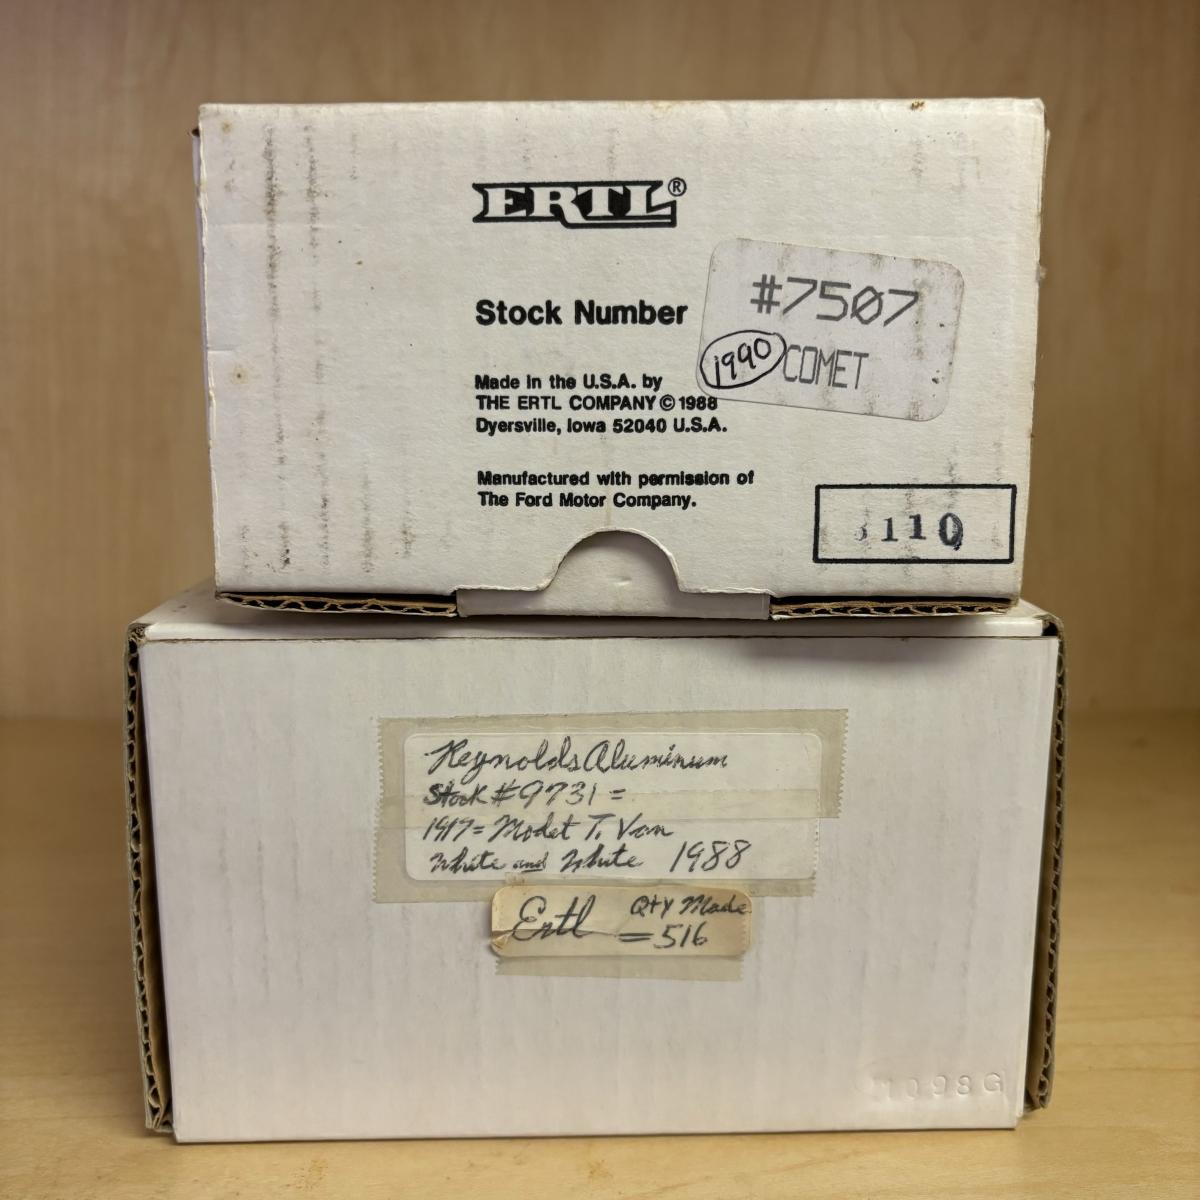 ERTL®
#7507
Stock Number
1990 COMET
Made in the U.S.A. by
THE ERTL COMPANY © 1988
Dyersville, Iowa 52040 U.S.A.
Manufactured with permission of
The Ford Motor Company.
3110
Reynolds Aluminum
Stock #9731 =
1917= Model T. Van
White and White 1988
Ertl Qty Made
=516
1098G